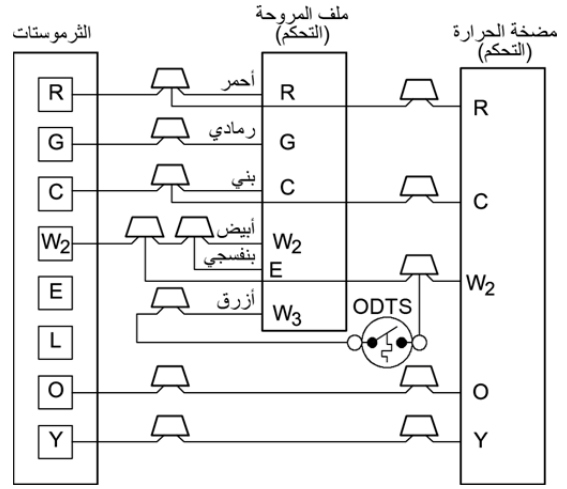 الثرموستات
ملف المروحة
(التحكم)
مضخة الحرارة
(التحكم)
R
أحمر
R
R
G
رمادي
G
C
بني
C
C
W2
أبيض
W2
بنفسجي
E
W2
E
أزرق
W3
ODTS
L
O
O
Y
Y